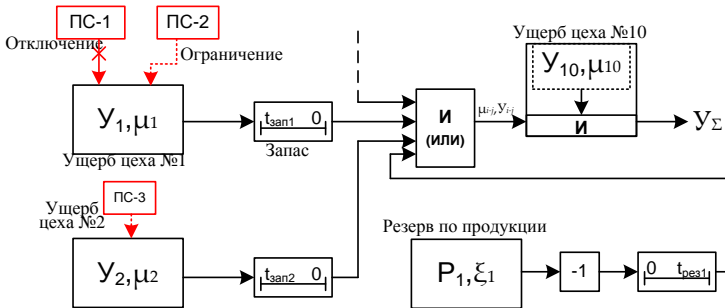 ПС-1
ПС-2
Отключение
Ограничение
У₁,μ1
Ущерб цеха №1
tзап1 0
Запас
И
(ИЛИ)
μi-j, Уi-j
Ущерб цеха №10
У10,μ10
И
УΣ
ПС-3
Ущерб
цеха №2
У₂,μ2
tзап2 0
Резерв по продукции
Р₁,ξ1
-1
0 tрез1